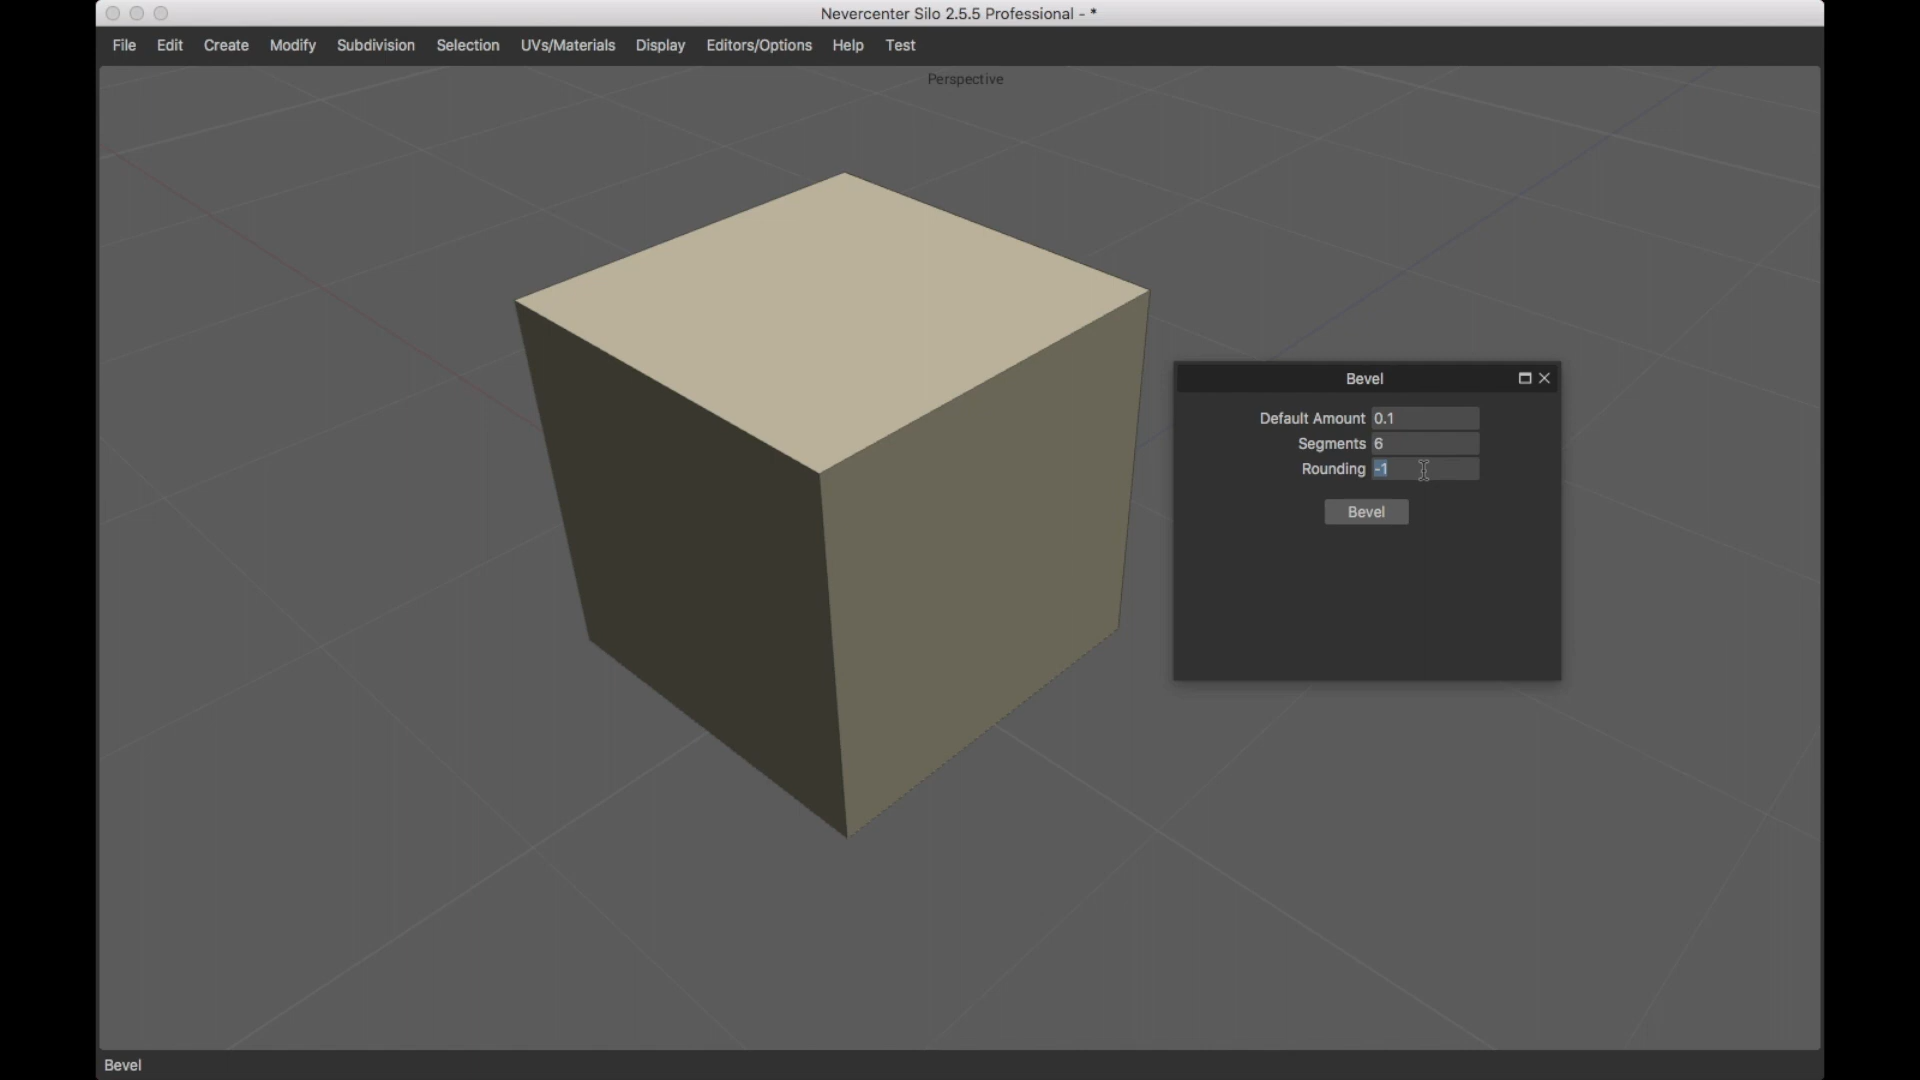 Nevercenter Silo 2.5.5 Professional - *
File Edit Create Modify Subdivision Selection UVs/Materials Display Editors/Options Help Test
Perspective
Bevel
Default Amount 0.1
Segments 6
Rounding -1
Bevel
Bevel